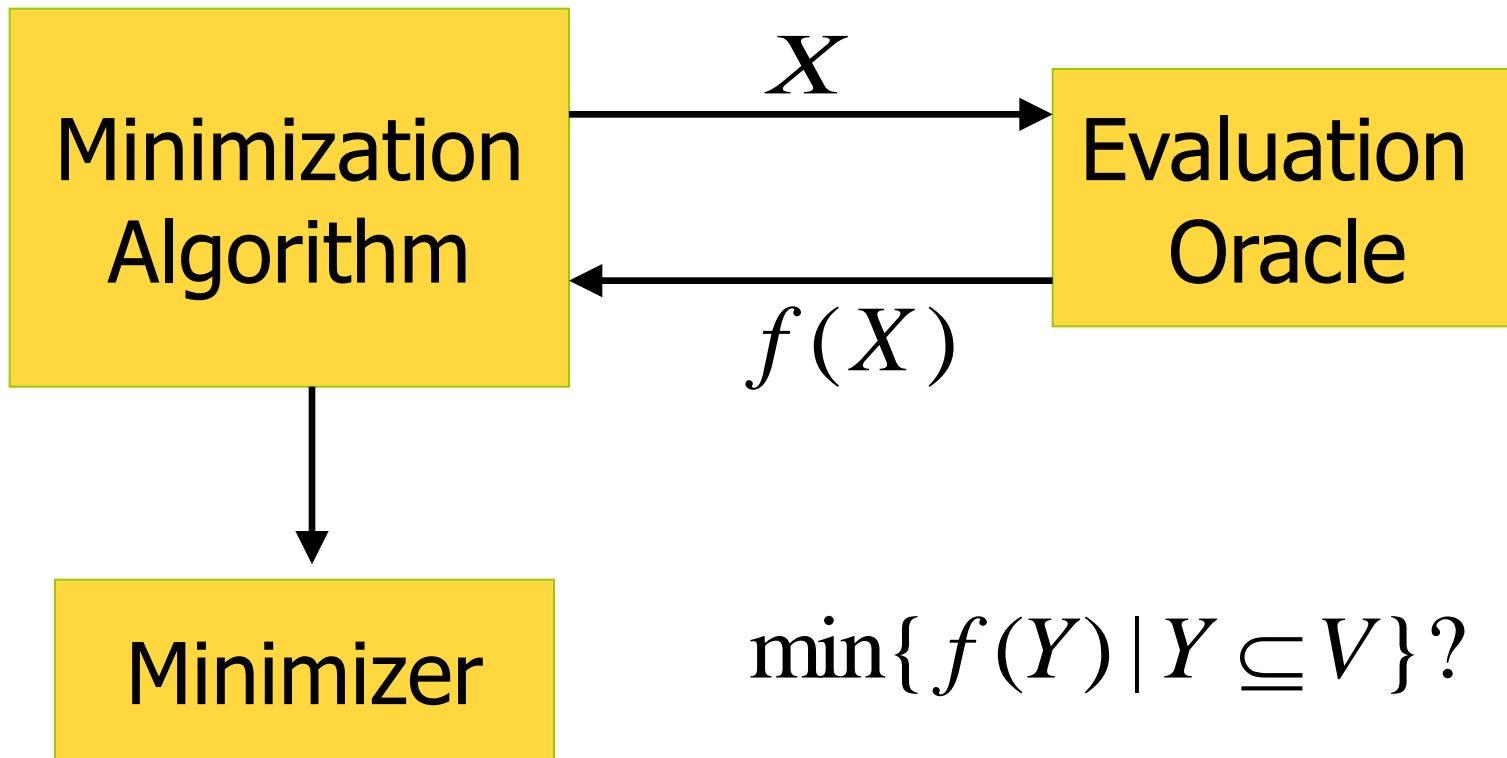 Minimization
Algorithm
X
Evaluation
Oracle
f(X)
Minimizer
min{f(Y)|Y⊆V}?